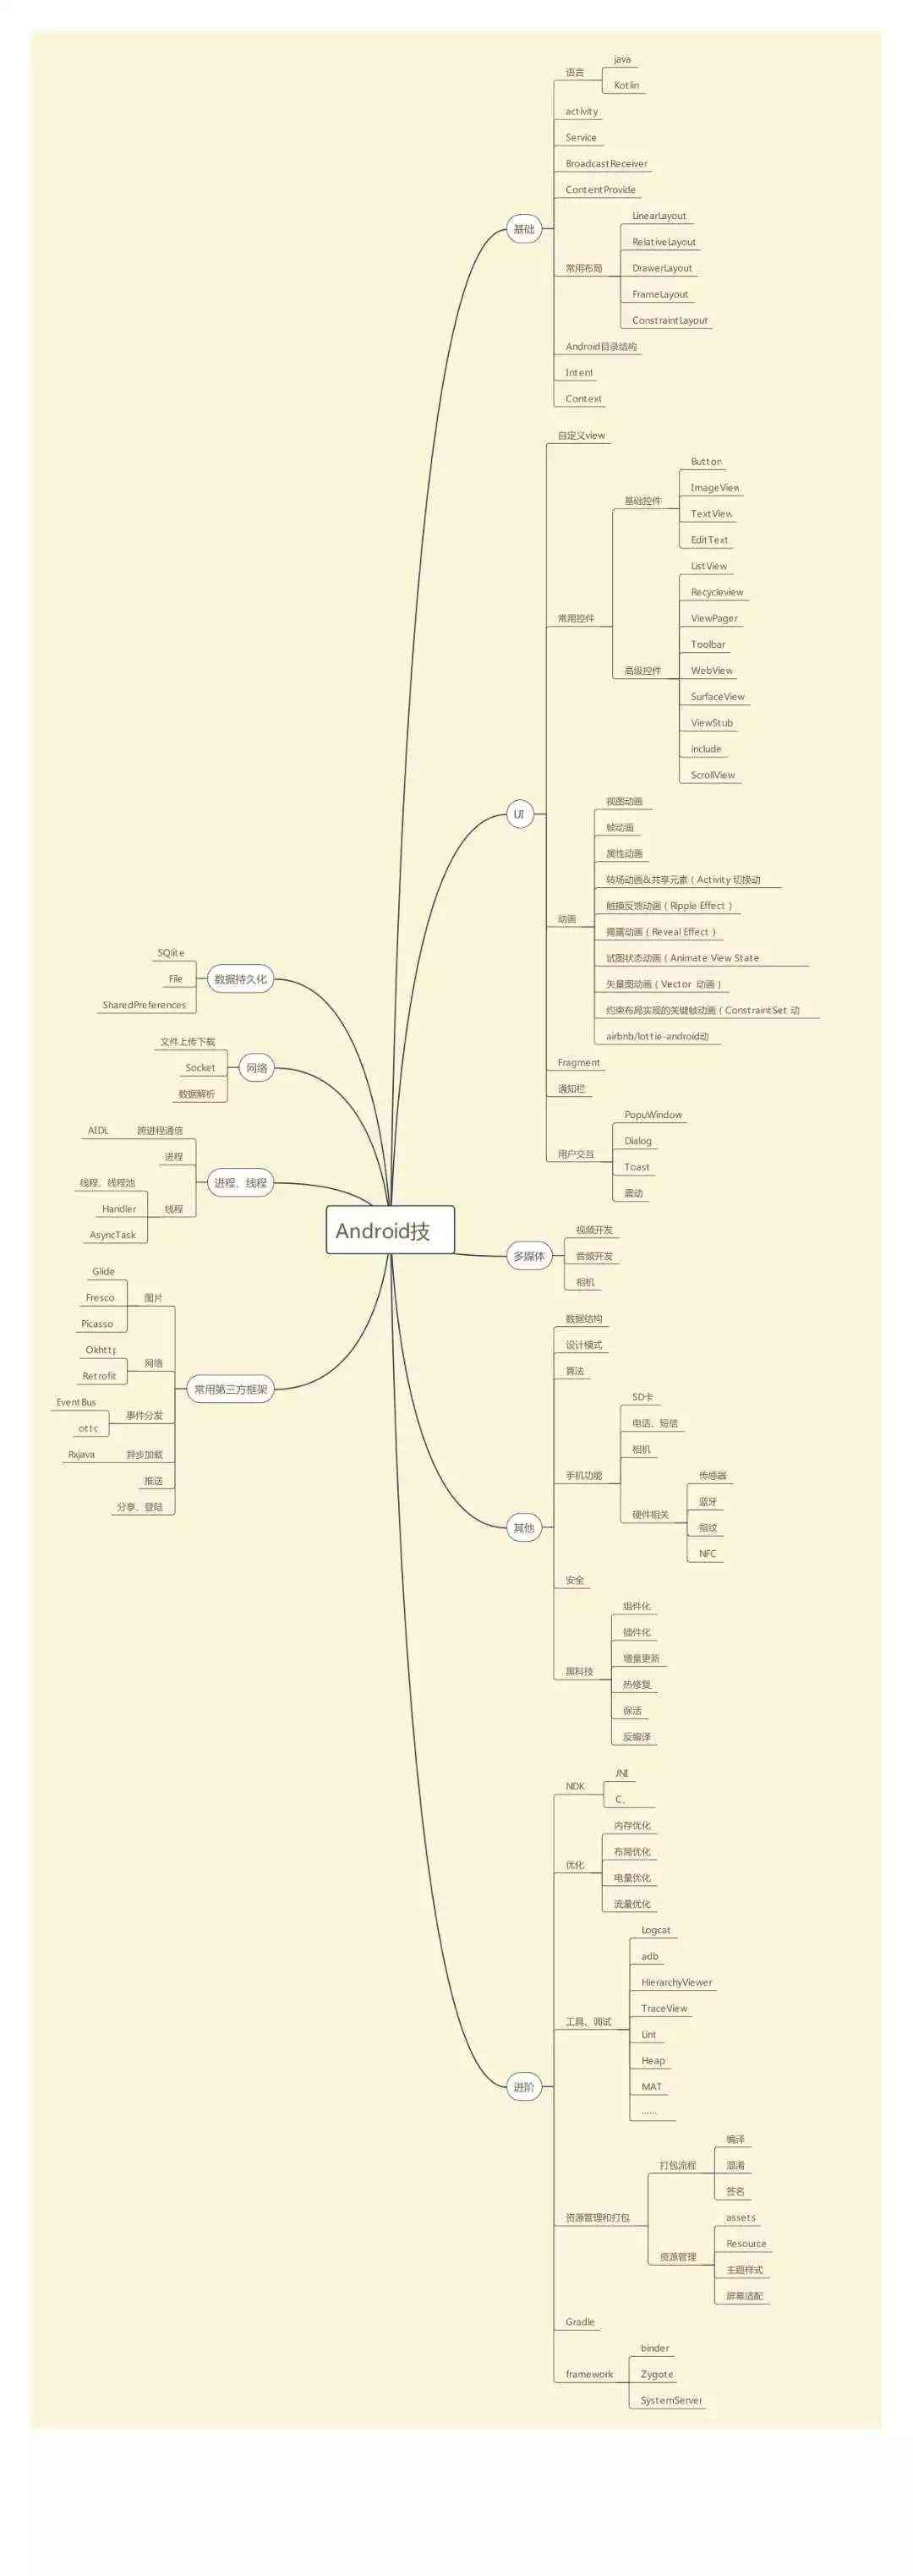 Android技
基础
语言
java
Kotlin
activity
Service
BroadcastReceiver
ContentProvide
常用布局
LinearLayout
RelativeLayout
DrawerLayout
FrameLayout
ConstraintLayout
Android目录结构
Intent
Context
UI
自定义view
常用控件
基础控件
Button
ImageView
TextView
EditText
高级控件
ListView
Recycleview
ViewPager
Toolbar
WebView
SurfaceView
ViewStub
include
ScrollView
动画
视图动画
帧动画
属性动画
转场动画&共享元素（Activity 切换动
触摸反馈动画（Ripple Effect）
揭露动画（Reveal Effect）
试图状态动画（Animate View State
矢量图动画（Vector 动画）
约束布局实现的关键帧动画（ConstraintSet 动
airbnb/lottie-android动
Fragment
通知栏
用户交互
PopuWindow
Dialog
Toast
震动
多媒体
视频开发
音频开发
相机
其他
数据结构
设计模式
算法
手机功能
SD卡
电话、短信
相机
硬件相关
传感器
蓝牙
指纹
NFC
安全
黑科技
组件化
插件化
增量更新
热修复
保活
反编译
进阶
NDK
JNI
C、
优化
内存优化
布局优化
电量优化
流量优化
工具、调试
Logcat
adb
HierarchyViewer
TraceView
Lint
Heap
MAT
……
资源管理和打包
打包流程
编译
混淆
签名
资源管理
assets
Resource
主题样式
屏幕适配
Gradle
framework
binder
Zygote
SystemServer
数据持久化
SQlite
File
SharedPreferences
网络
文件上传下载
Socket
数据解析
进程、线程
跨进程通信
AIDL
进程
线程
线程、线程池
Handler
AsyncTask
常用第三方框架
图片
Glide
Fresco
Picasso
网络
Okhttp
Retrofit
事件分发
EventBus
otto
异步加载
Rxjava
推送
分享、登陆